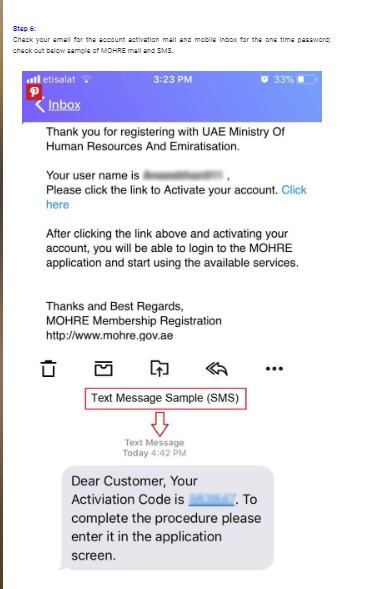 Step 6:
Check your email for the account activation mail and mobile inbox for the one time password;
check out below sample of MOHRE mail and SMS.
etisalat 3:23 PM 33%
Inbox
Thank you for registering with UAE Ministry Of
Human Resources And Emiratisation.
Your user name is ,
Please click the link to Activate your account. Click
here
After clicking the link above and activating your
account, you will be able to login to the MOHRE
application and start using the available services.
Thanks and Best Regards,
MOHRE Membership Registration
http://www.mohre.gov.ae
Text Message Sample (SMS)
Text Message
Today 4:42 PM
Dear Customer, Your
Activiation Code is . To
complete the procedure please
enter it in the application
screen.